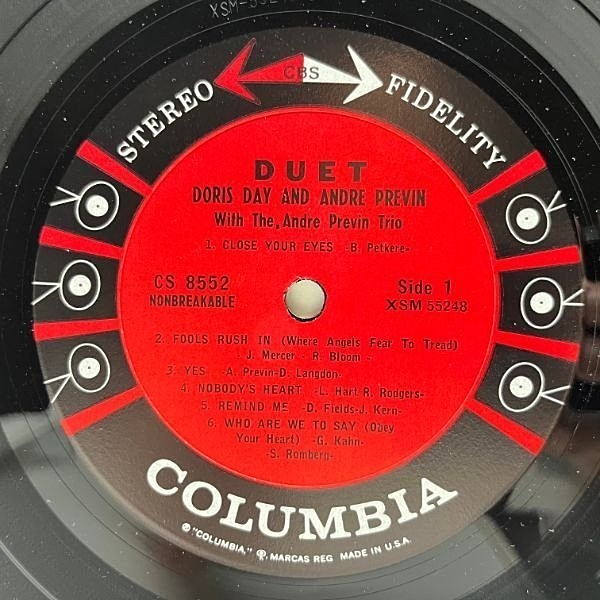 STEREO
CBS
FIDELITY
DUET
DORIS DAY AND ANDRE PREVIN
With The Andre Previn Trio
1. CLOSE YOUR EYES -B. Petkere-
CS 8552
NONBREAKABLE
Side 1
XSM 55248
2. FOOLS RUSH IN (Where Angels Fear To Tread)
-J. Mercer - R. Bloom -
3. YES -A. Previn-D. Langdon-
4. NOBODY'S HEART -L. Hart-R. Rodgers-
5. REMIND ME -D. Fields-J. Kern-
6. WHO ARE WE TO SAY (Obey
Your Heart) -G. Kahn-
-S. Romberg-
COLUMBIA
℗ "COLUMBIA," Ⓜ MARCAS REG MADE IN U.S.A.